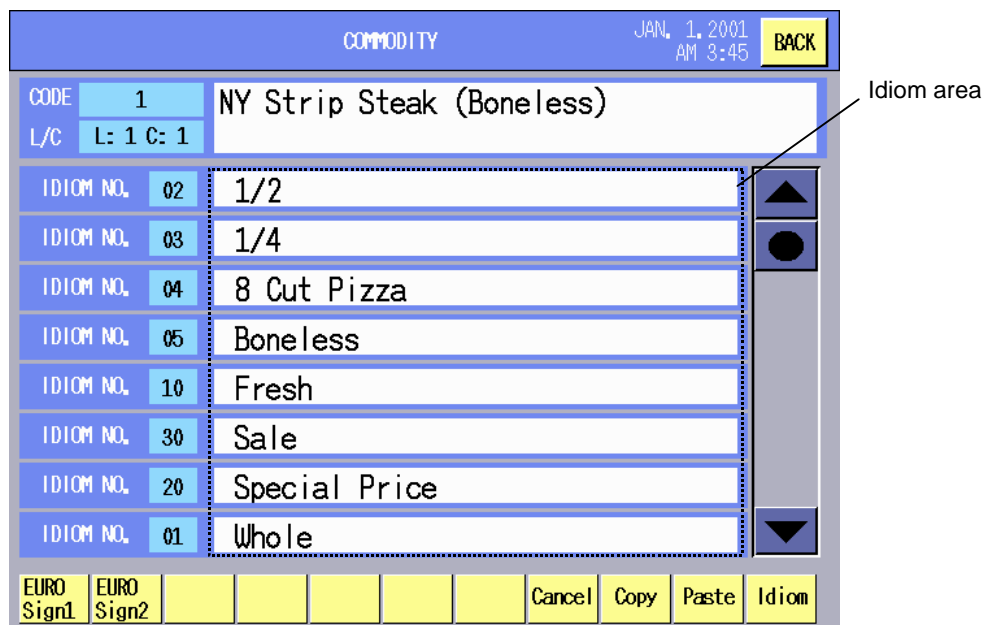 COMMODITY
JAN. 1.2001
AM 3:45
BACK
Idiom area
CODE 1 NY Strip Steak (Boneless)
L/C L: 1 C: 1
IDIOM NO. 02 1/2
IDIOM NO. 03 1/4
IDIOM NO. 04 8 Cut Pizza
IDIOM NO. 05 Boneless
IDIOM NO. 10 Fresh
IDIOM NO. 30 Sale
IDIOM NO. 20 Special Price
IDIOM NO. 01 Whole
EURO Sign1
EURO Sign2
Cancel
Copy
Paste
Idiom